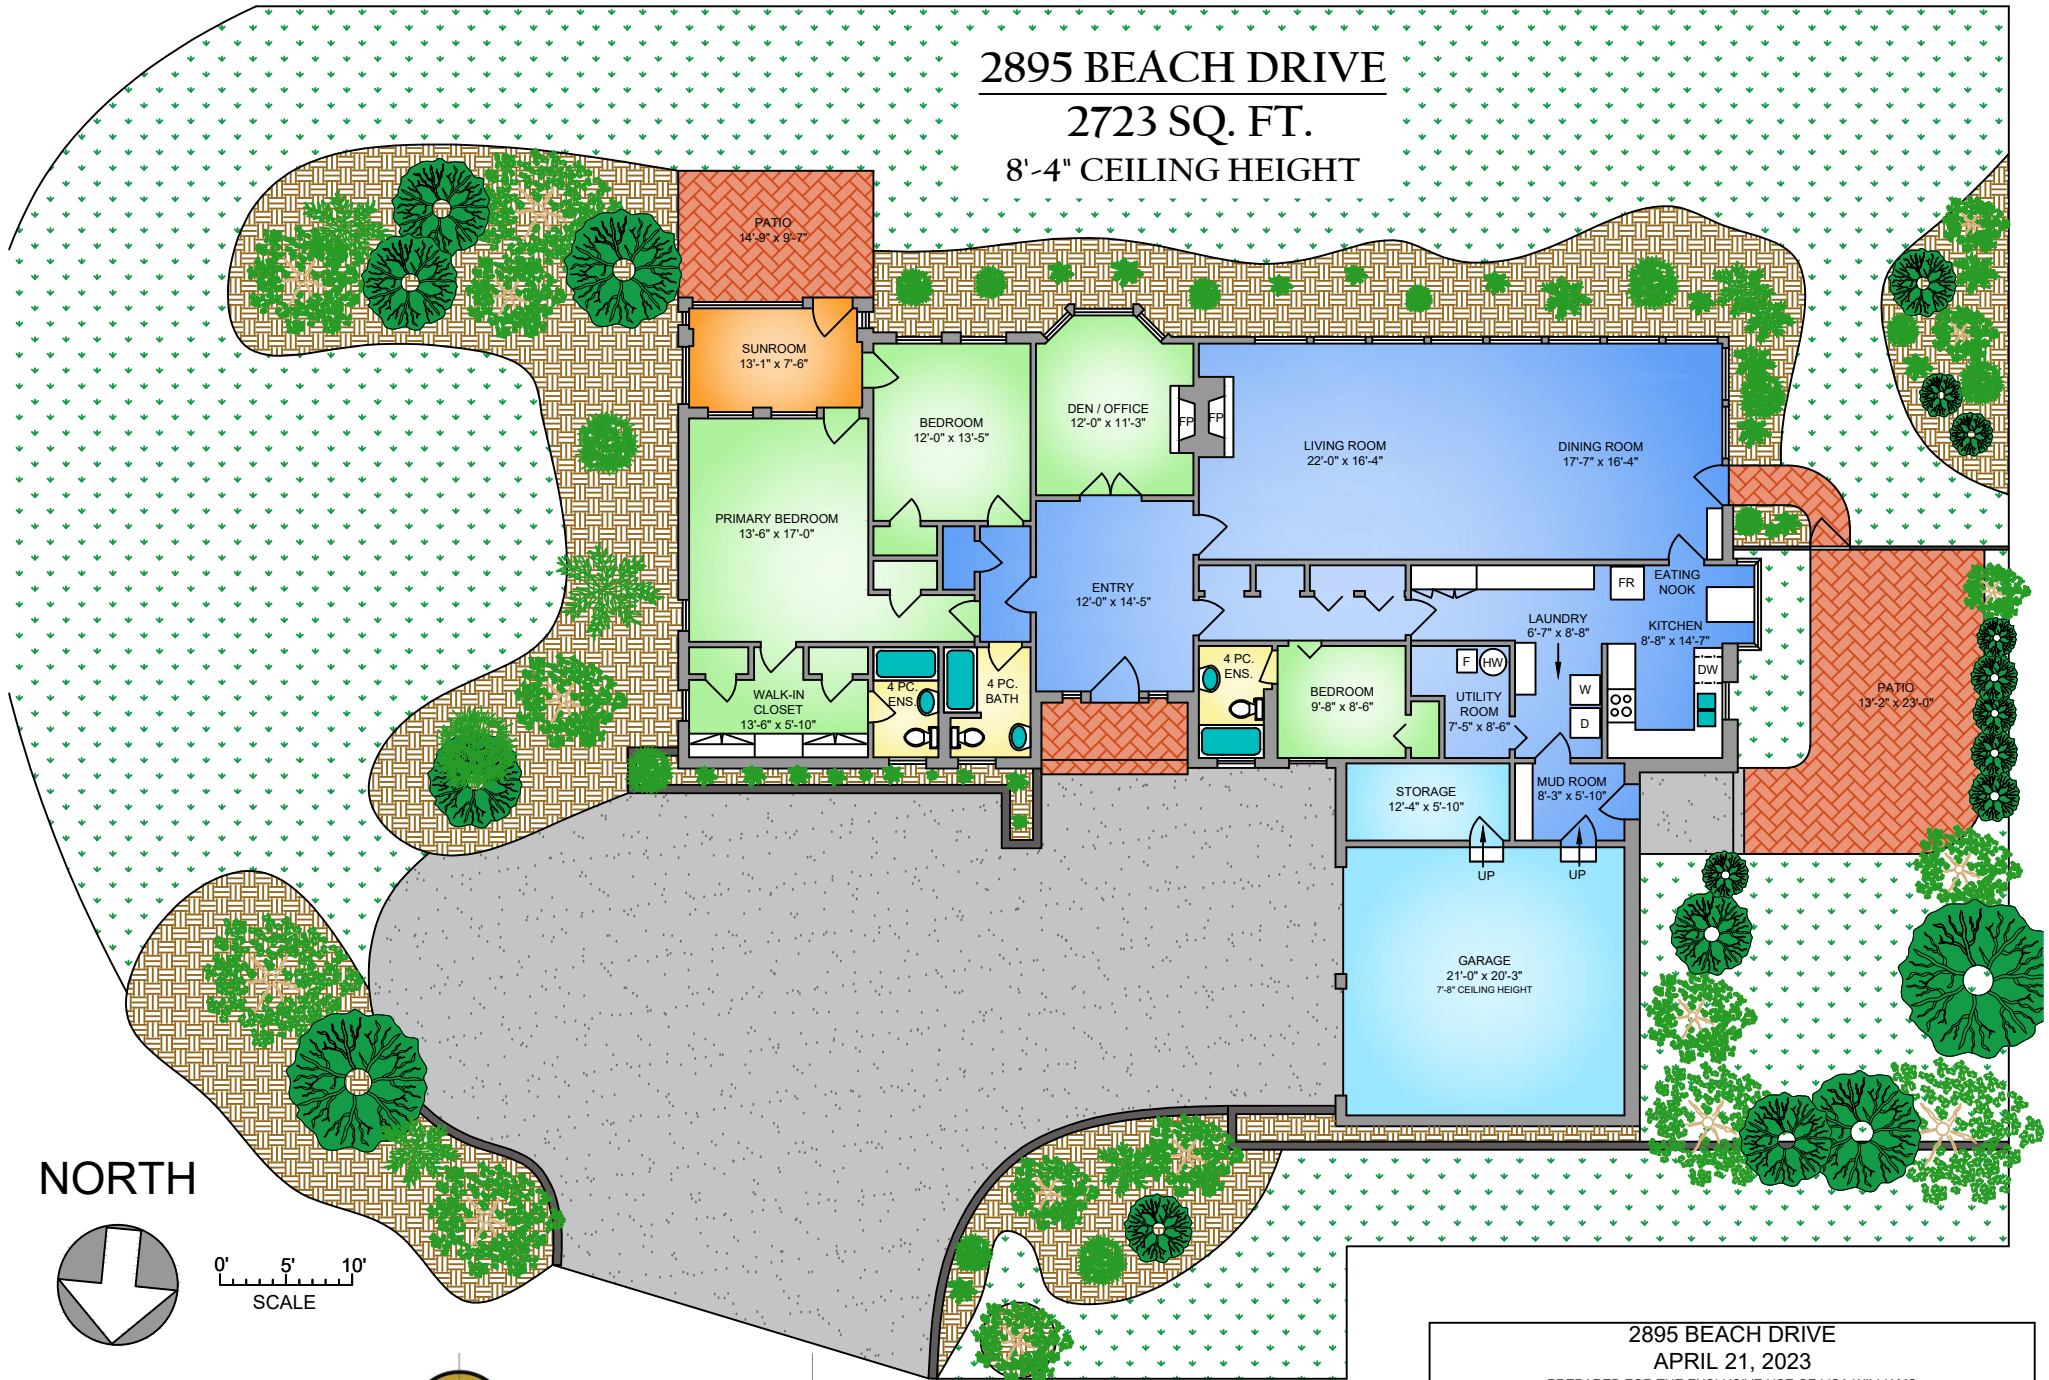 2895 BEACH DRIVE
2723 SQ. FT.
8'-4" CEILING HEIGHT
PATIO
14'-9" x 9'-7"
SUNROOM
13'-1" x 7'-6"
BEDROOM
12'-0" x 13'-5"
DEN / OFFICE
12'-0" x 11'-3"
FP
FP
LIVING ROOM
22'-0" x 16'-4"
DINING ROOM
17'-7" x 16'-4"
PRIMARY BEDROOM
13'-6" x 17'-0"
ENTRY
12'-0" x 14'-5"
FR
EATING
NOOK
LAUNDRY
6'-7" x 8'-8"
KITCHEN
8'-8" x 14'-7"
WALK-IN
CLOSET
13'-6" x 5'-10"
4 PC.
ENS.
4 PC.
BATH
4 PC.
ENS.
BEDROOM
9'-8" x 8'-6"
F
HW
UTILITY
ROOM
7'-5" x 8'-6"
W
D
DW
PATIO
13'-2" x 23'-0"
STORAGE
12'-4" x 5'-10"
MUD ROOM
8'-3" x 5'-10"
UP
UP
GARAGE
21'-0" x 20'-3"
7'-8" CEILING HEIGHT
NORTH
0' 5' 10'
SCALE
2895 BEACH DRIVE
APRIL 21, 2023